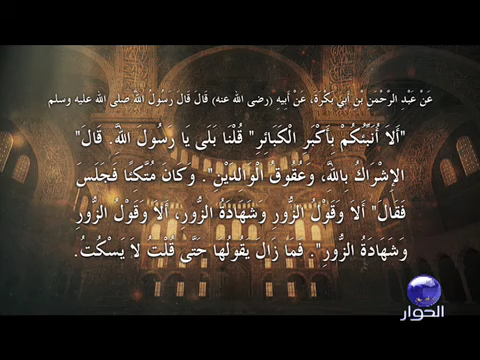 عَنْ عَبْدِ الرَّحْمَنِ بْنِ أَبِي بَكْرَةَ، عَنْ أَبِيهِ (رضى الله عنه) قَالَ قَالَ رَسُولُ اللَّهِ صلى الله عليه وسلم
"أَلاَ أُنَبِّئُكُمْ بِأَكْبَرِ الْكَبَائِرِ" قُلْنَا بَلَى يَا رَسُولَ اللَّهِ. قَالَ"
الإِشْرَاكُ بِاللَّهِ، وَعُقُوقُ الْوَالِدَيْنِ". وَكَانَ مُتَّكِئًا فَجَلَسَ
فَقَالَ" أَلاَ وَقَوْلُ الزُّورِ وَشَهَادَةُ الزُّورِ، أَلاَ وَقَوْلُ الزُّورِ
وَشَهَادَةُ الزُّورِ". فَمَا زَالَ يَقُولُهَا حَتَّى قُلْتُ لاَ يَسْكُتُ.
الحوار